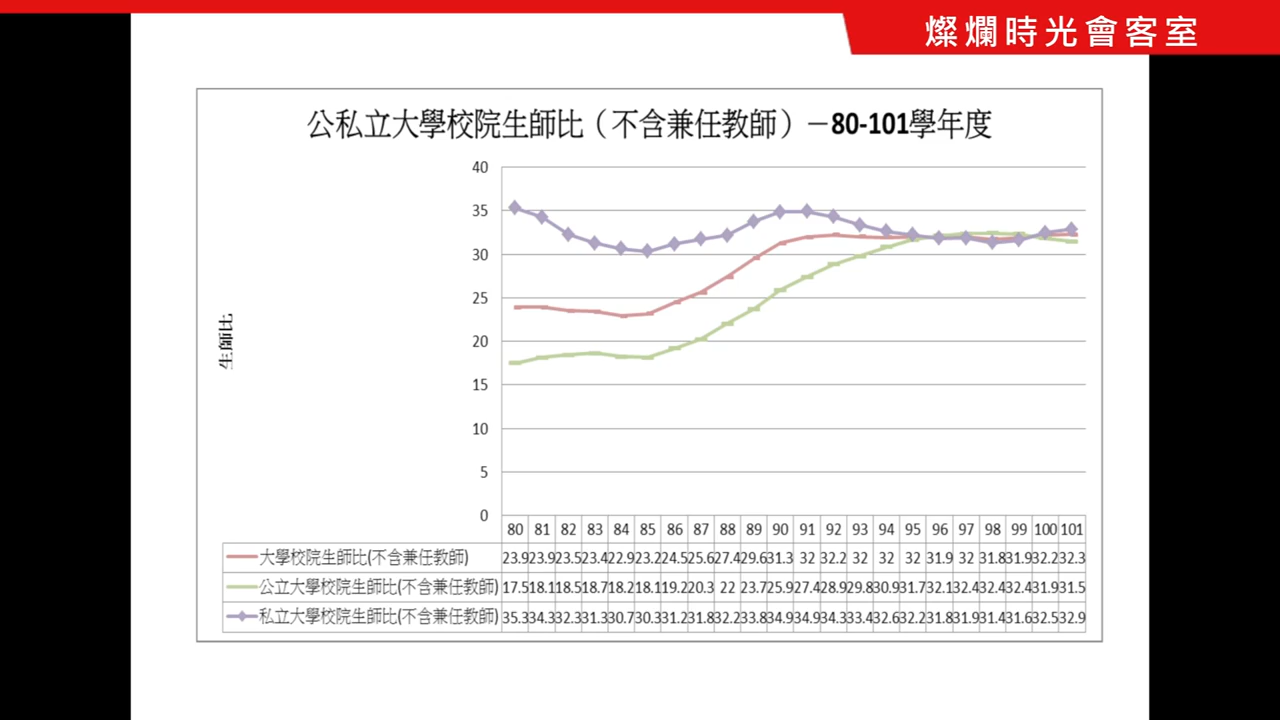 燦爛時光會客室
公私立大學校院生師比（不含兼任教師）－80-101學年度
40
35
30
25
20
15
10
5
0
生師比
80 81 82 83 84 85 86 87 88 89 90 91 92 93 94 95 96 97 98 99 100 101
大學校院生師比(不含兼任教師) 23.9 23.9 23.5 23.4 22.9 23.2 24.5 25.6 27.4 29.6 31.3 32 32.2 32 32 32 31.9 32 31.8 31.9 32.2 32.3
公立大學校院生師比(不含兼任教師) 17.5 18.1 18.5 18.7 18.2 18.1 19.2 20.3 22 23.7 25.9 27.4 28.9 29.8 30.9 31.7 32.1 32.4 32.4 32.4 31.9 31.5
私立大學校院生師比(不含兼任教師) 35.3 34.3 32.3 31.3 30.7 30.3 31.2 31.8 32.2 33.8 34.9 34.9 34.3 33.4 32.6 32.2 31.8 31.9 31.4 31.6 32.5 32.9